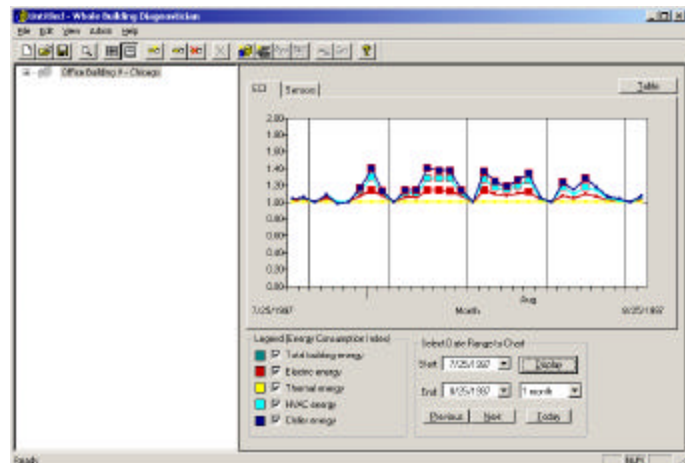 Untitled - Whole Building Diagnostician
File Edit View Admin Help
Office Building # - Chicago
ECI Sensor
Table
2.00
1.80
1.60
1.40
1.20
1.00
0.80
0.60
0.40
0.20
0.00
Aug
7/25/1997 Month 8/25/1997
Legend (Energy Consumption Index)
Total building energy
Electric energy
Thermal energy
HVAC energy
Chiller energy
Select Date Range to Chart
Start 7/25/1997 Display
End 8/25/1997 1 month
Previous Next Today
Ready NUM